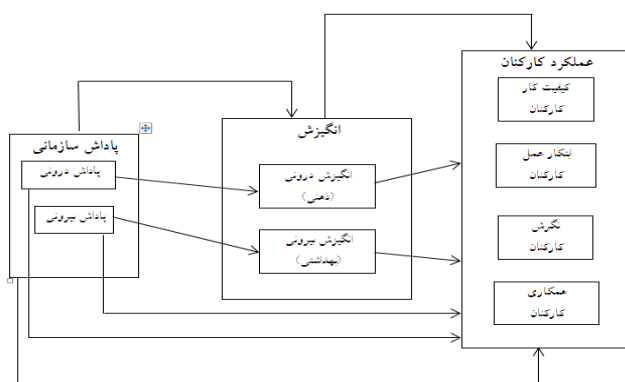 پاداش سازمانی
پاداش درونی
پاداش بیرونی
انگیزش
انگیزش درونی
(ذهنی)
انگیزش بیرونی
(بهداشتی)
عملکرد کارکنان
کیفیت کار
کارکنان
ابتکار عمل
کارکنان
نگرش
کارکنان
همکاری
کارکنان